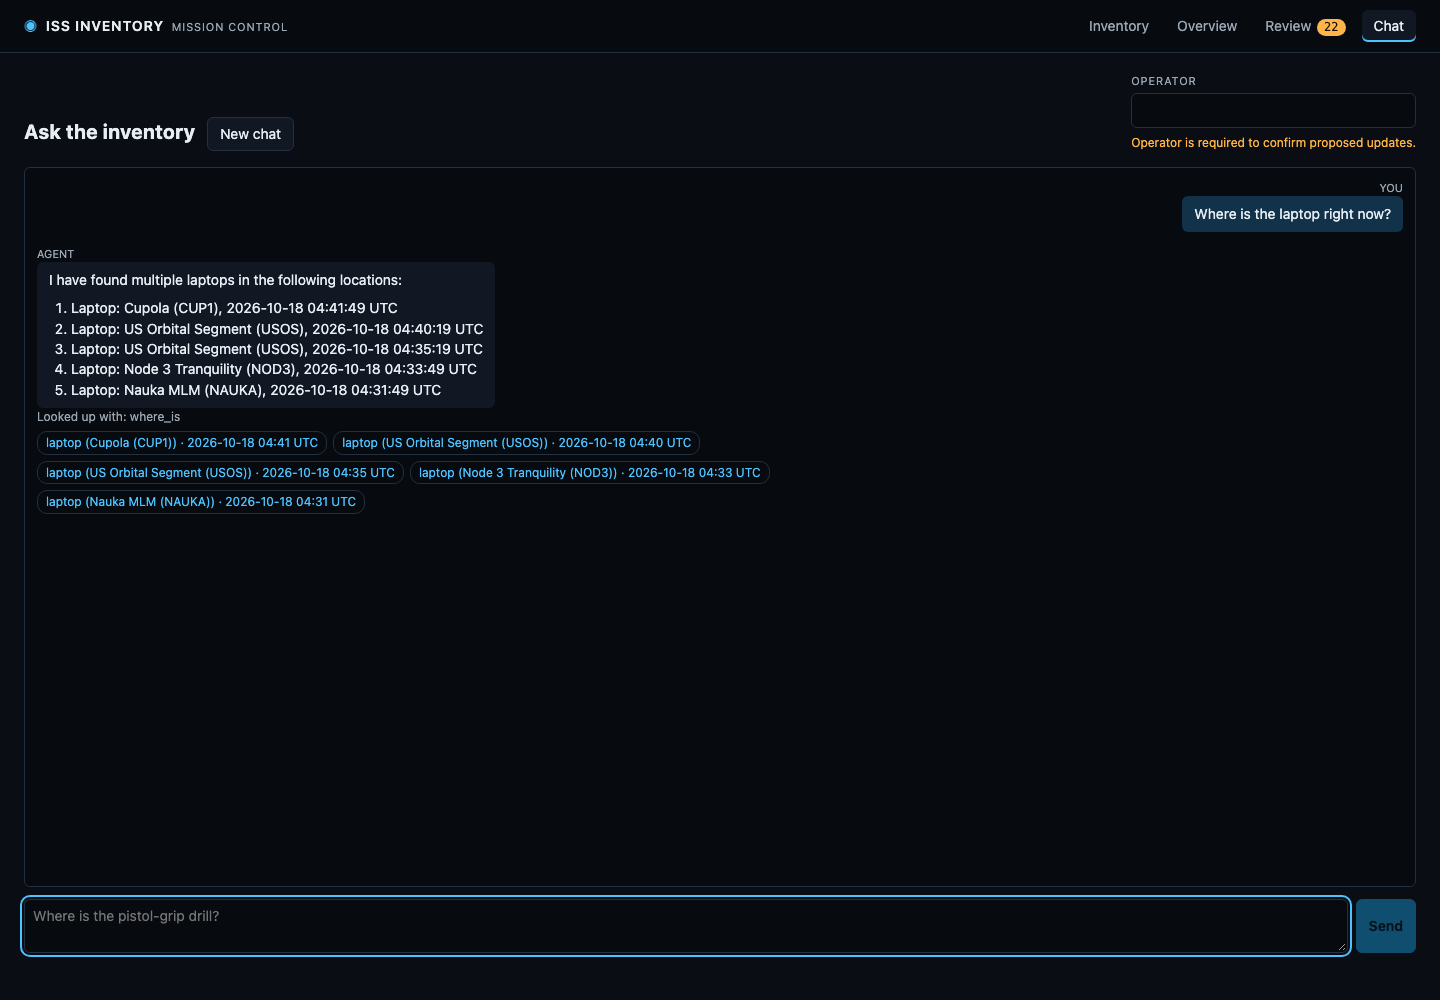 ISS INVENTORY MISSION CONTROL
Inventory Overview Review 22 Chat
OPERATOR
Ask the inventory New chat
Operator is required to confirm proposed updates.
YOU
Where is the laptop right now?
AGENT
I have found multiple laptops in the following locations:
1. Laptop: Cupola (CUP1), 2026-10-18 04:41:49 UTC
2. Laptop: US Orbital Segment (USOS), 2026-10-18 04:40:19 UTC
3. Laptop: US Orbital Segment (USOS), 2026-10-18 04:35:19 UTC
4. Laptop: Node 3 Tranquility (NOD3), 2026-10-18 04:33:49 UTC
5. Laptop: Nauka MLM (NAUKA), 2026-10-18 04:31:49 UTC
Looked up with: where_is
laptop (Cupola (CUP1)) · 2026-10-18 04:41 UTC laptop (US Orbital Segment (USOS)) · 2026-10-18 04:40 UTC
laptop (US Orbital Segment (USOS)) · 2026-10-18 04:35 UTC laptop (Node 3 Tranquility (NOD3)) · 2026-10-18 04:33 UTC
laptop (Nauka MLM (NAUKA)) · 2026-10-18 04:31 UTC
Where is the pistol-grip drill?
Send